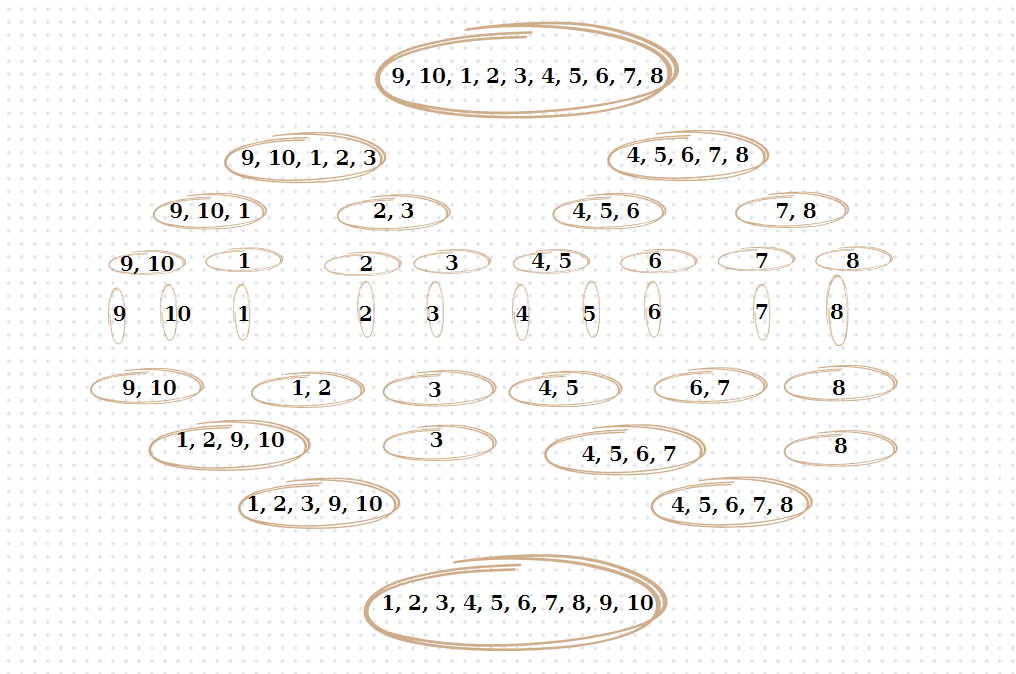 9, 10, 1, 2, 3, 4, 5, 6, 7, 8
9, 10, 1, 2, 3 4, 5, 6, 7, 8
9, 10, 1 2, 3 4, 5, 6 7, 8
9, 10 1 2 3 4, 5 6 7 8
9 10 1 2 3 4 5 6 7 8
9, 10 1, 2 3 4, 5 6, 7 8
1, 2, 9, 10 3 4, 5, 6, 7 8
1, 2, 3, 9, 10 4, 5, 6, 7, 8
1, 2, 3, 4, 5, 6, 7, 8, 9, 10